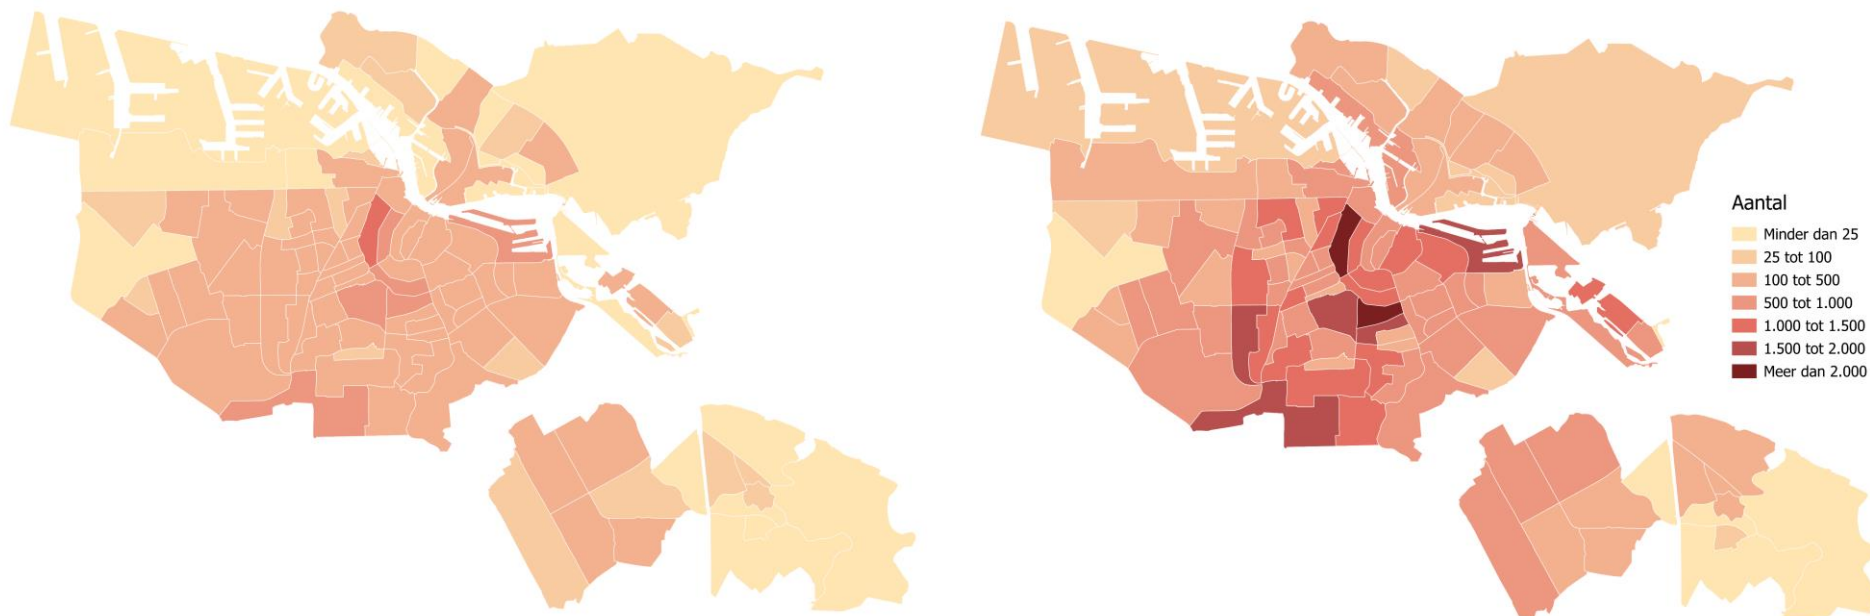 Aantal
Minder dan 25
25 tot 100
100 tot 500
500 tot 1.000
1.000 tot 1.500
1.500 tot 2.000
Meer dan 2.000